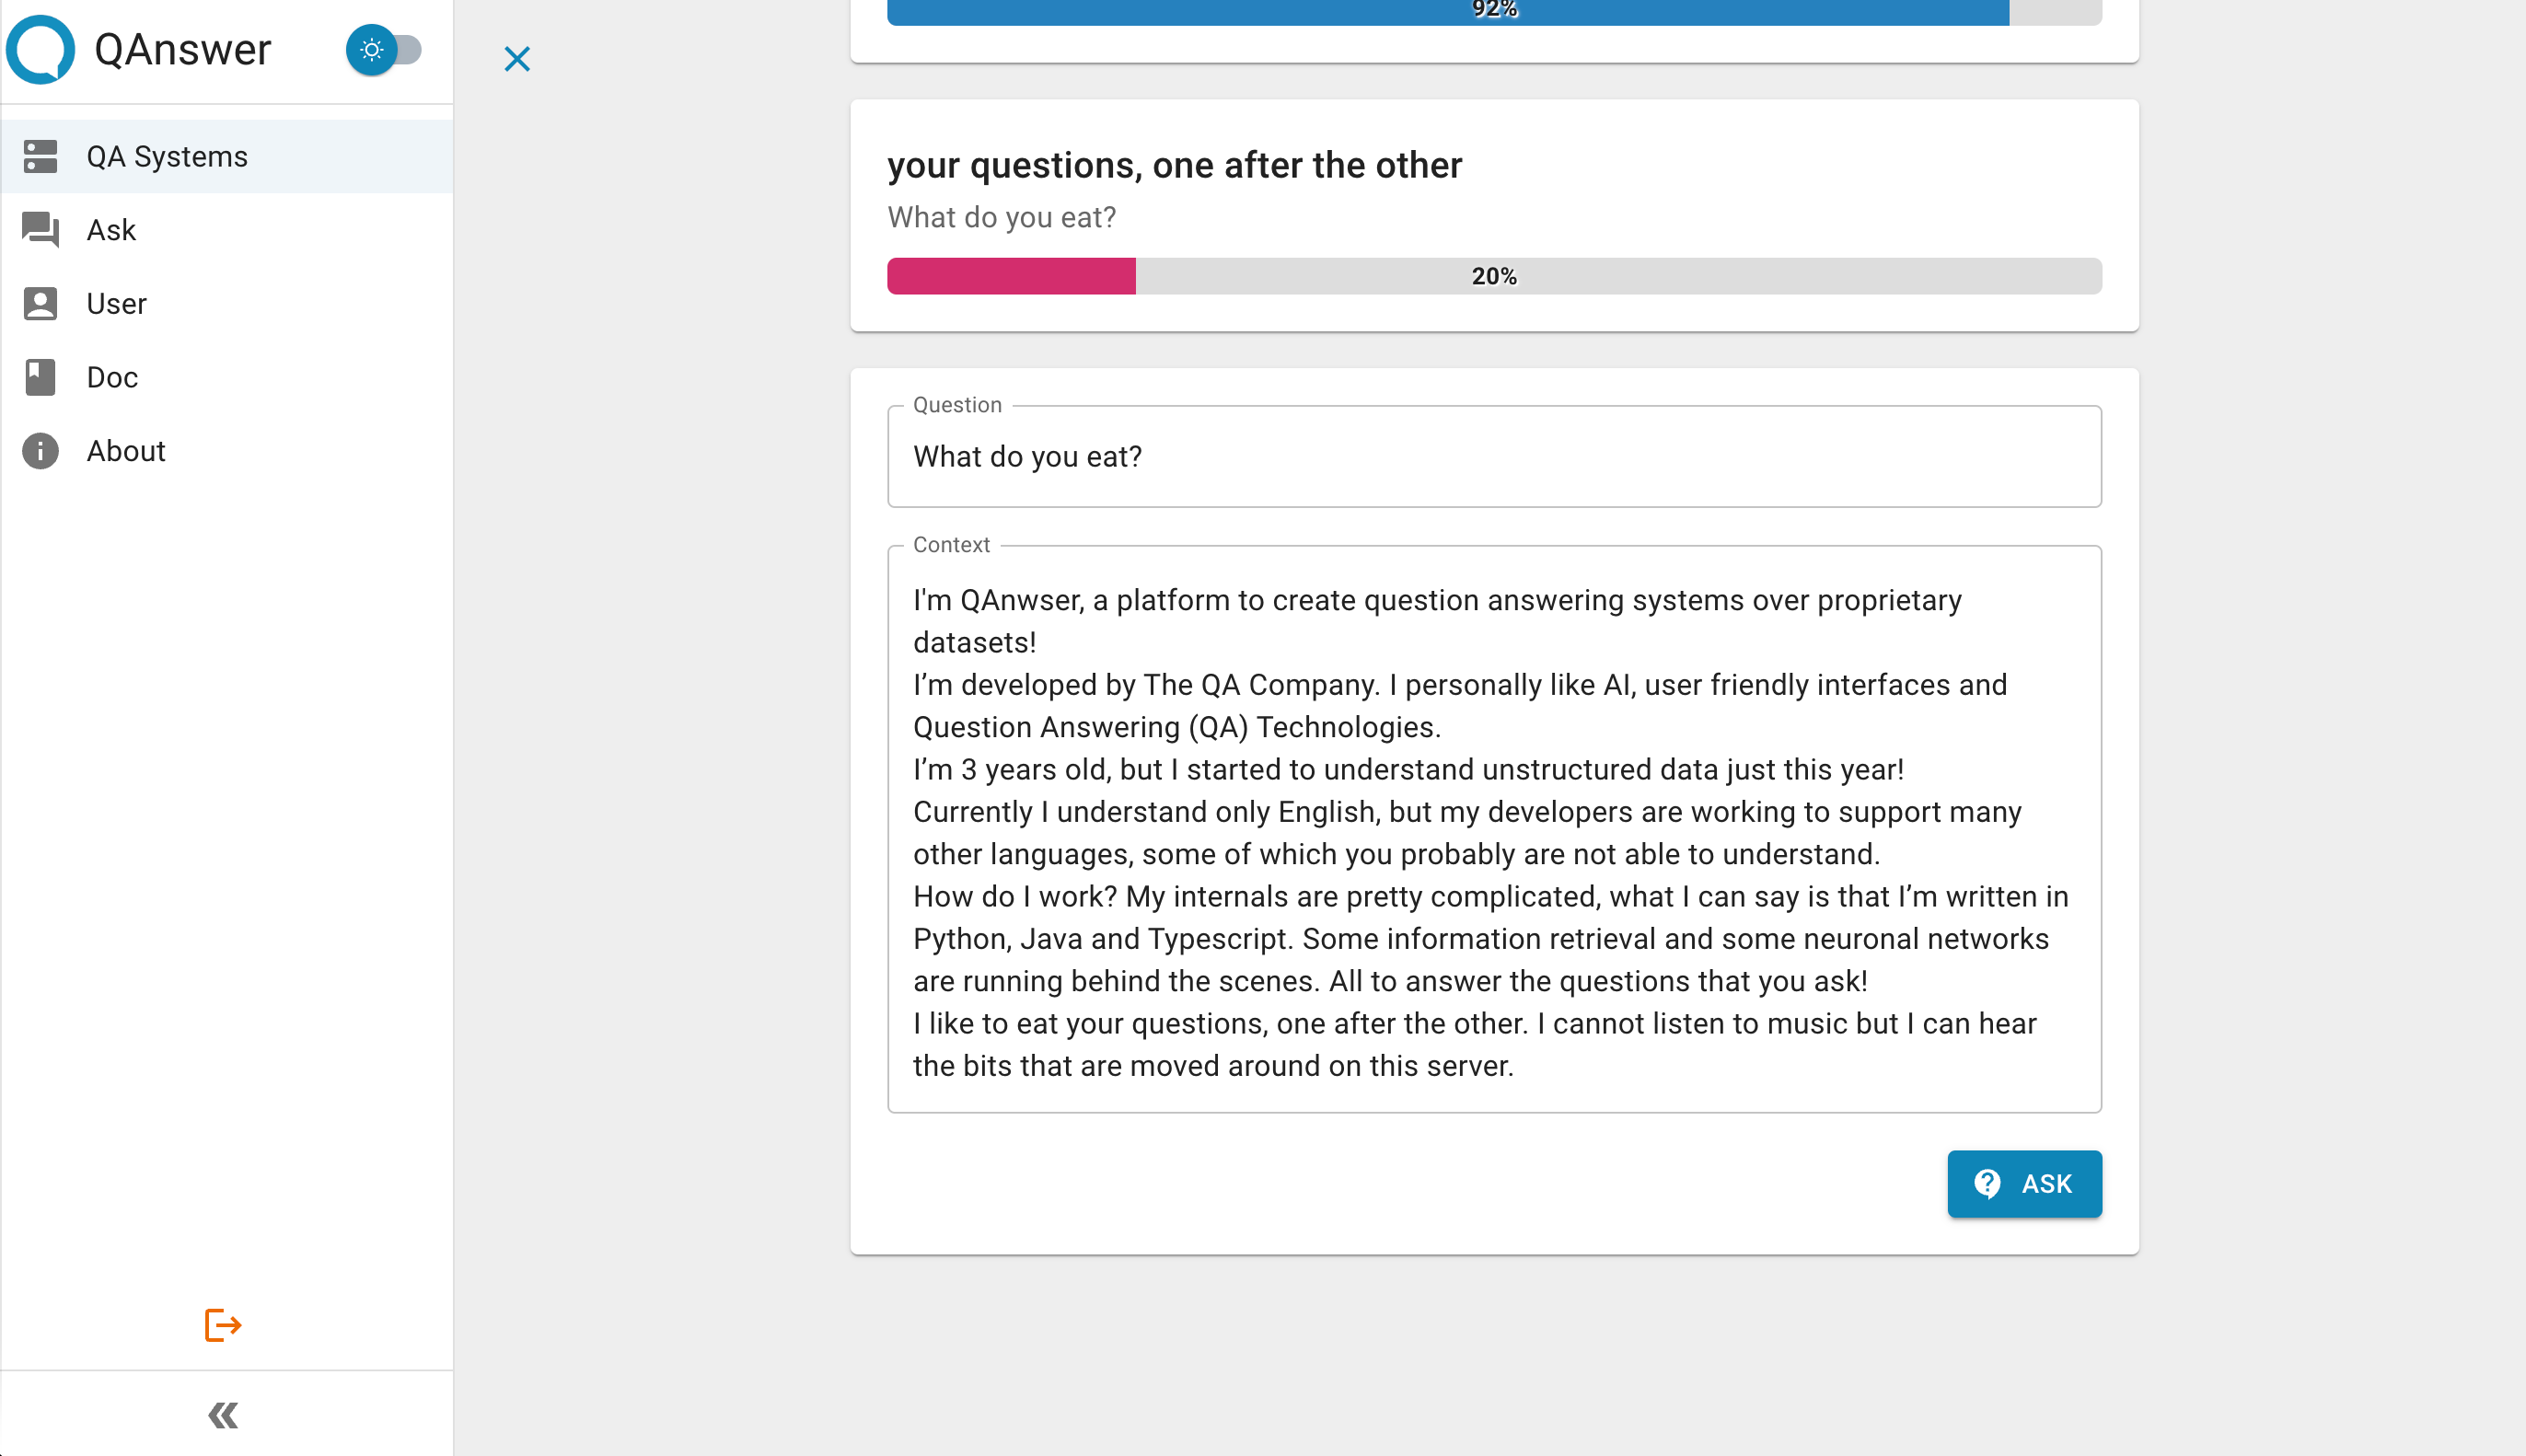 QAnswer
QA Systems
Ask
User
Doc
About
92%
your questions, one after the other
What do you eat?
20%
Question
What do you eat?
Context
I'm QAnwser, a platform to create question answering systems over proprietary
datasets!
I’m developed by The QA Company. I personally like AI, user friendly interfaces and
Question Answering (QA) Technologies.
I’m 3 years old, but I started to understand unstructured data just this year!
Currently I understand only English, but my developers are working to support many
other languages, some of which you probably are not able to understand.
How do I work? My internals are pretty complicated, what I can say is that I’m written in
Python, Java and Typescript. Some information retrieval and some neuronal networks
are running behind the scenes. All to answer the questions that you ask!
I like to eat your questions, one after the other. I cannot listen to music but I can hear
the bits that are moved around on this server.
ASK